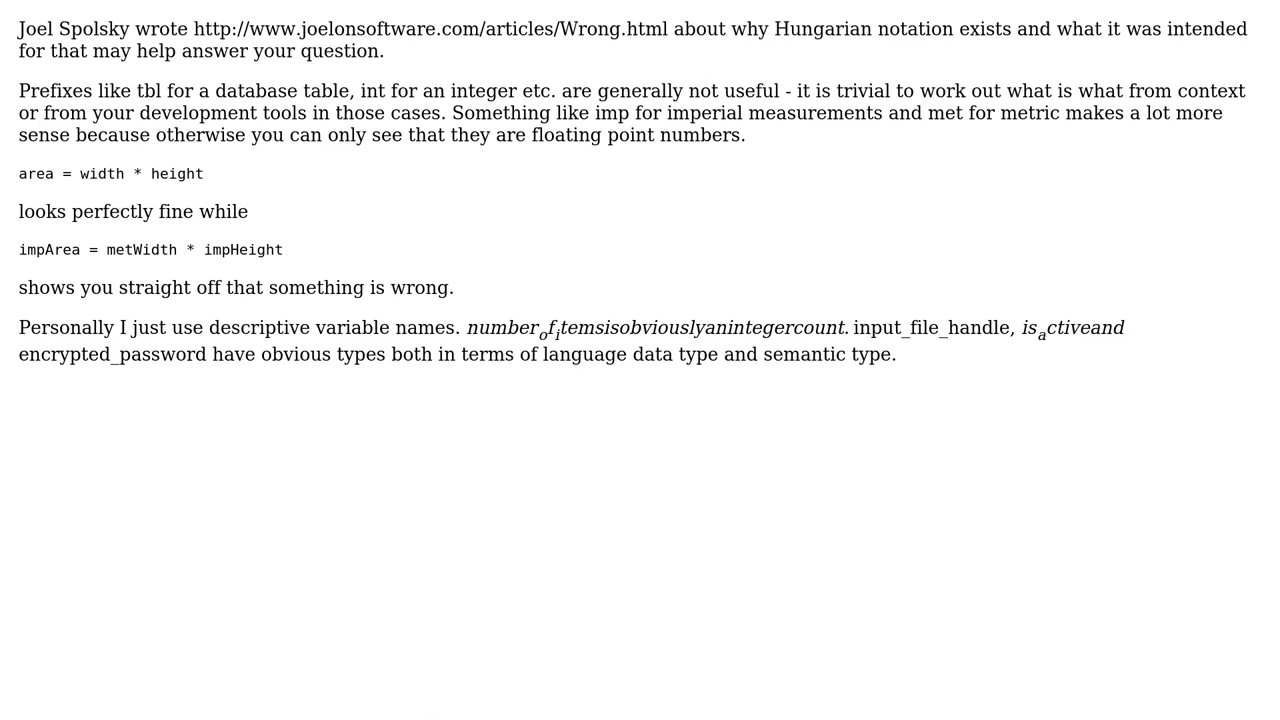 Joel Spolsky wrote http://www.joelonsoftware.com/articles/Wrong.html about why Hungarian notation exists and what it was intended
for that may help answer your question.
Prefixes like tbl for a database table, int for an integer etc. are generally not useful - it is trivial to work out what is what from context
or from your development tools in those cases. Something like imp for imperial measurements and met for metric makes a lot more
sense because otherwise you can only see that they are floating point numbers.
area = width * height
looks perfectly fine while
impArea = metWidth * impHeight
shows you straight off that something is wrong.
Personally I just use descriptive variable names. number_of_itemsisobviouslyanintegercount. input_file_handle, is_activeand
encrypted_password have obvious types both in terms of language data type and semantic type.